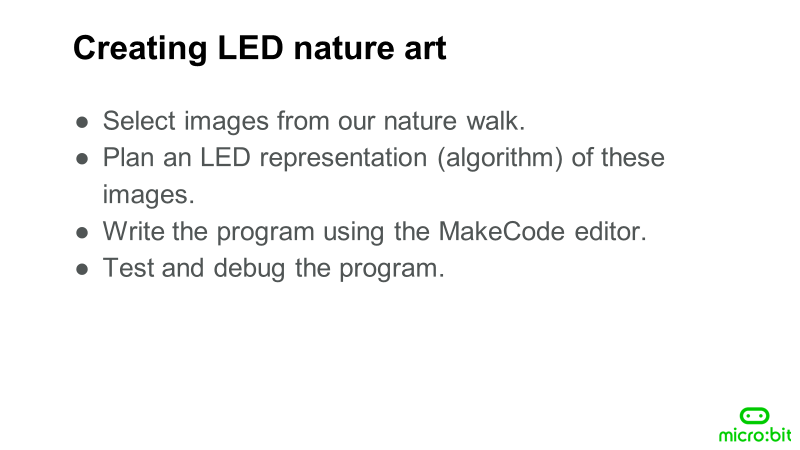 Creating LED nature art
● Select images from our nature walk.
● Plan an LED representation (algorithm) of these
images.
● Write the program using the MakeCode editor.
● Test and debug the program.
micro:bit